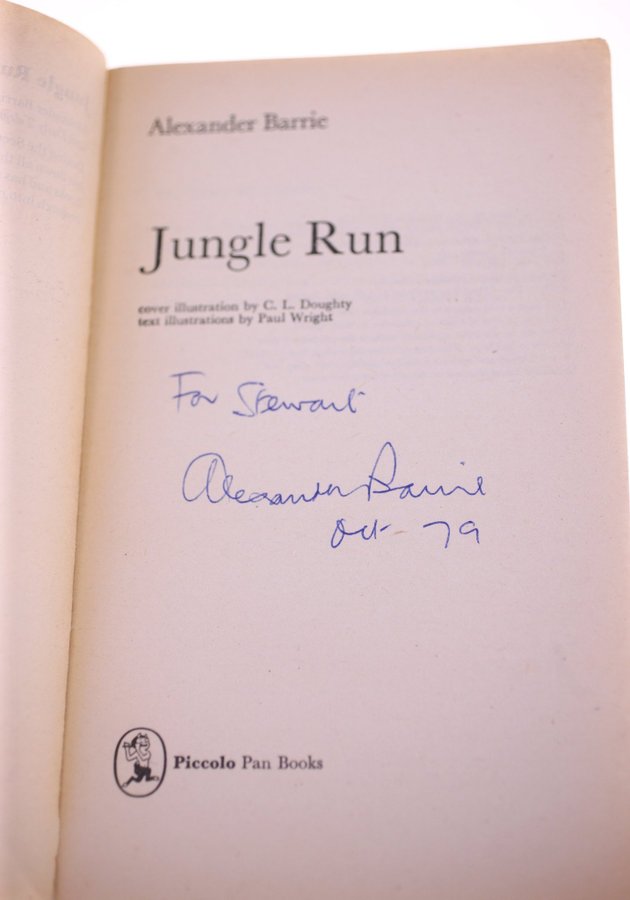 Alexander Barrie
Jungle Run
cover illustration by C. L. Doughty
text illustrations by Paul Wright
For Stewart
Alexander Barrie
Oct 79
Piccolo Pan Books